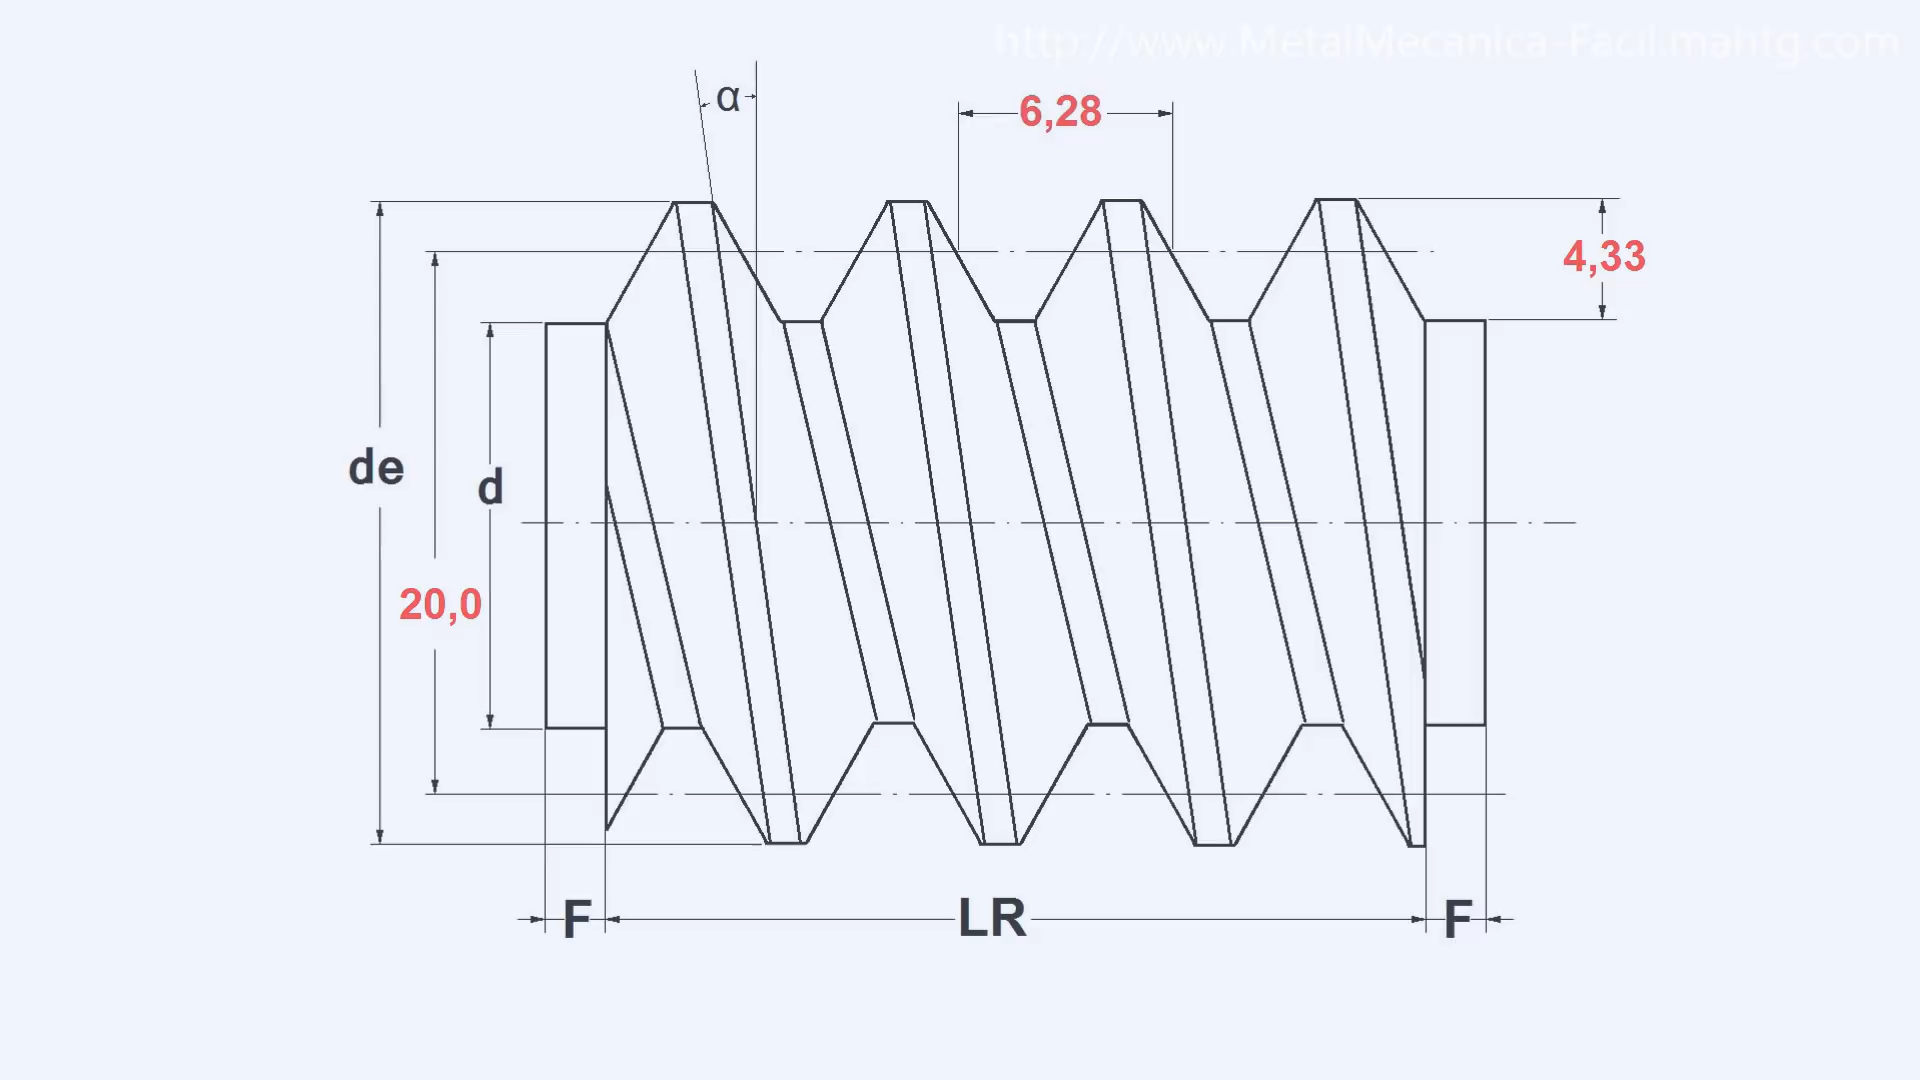 http://www.MetalMecanica-Facil.mahtg.com
α
6,28
4,33
de
d
20,0
F
LR
F